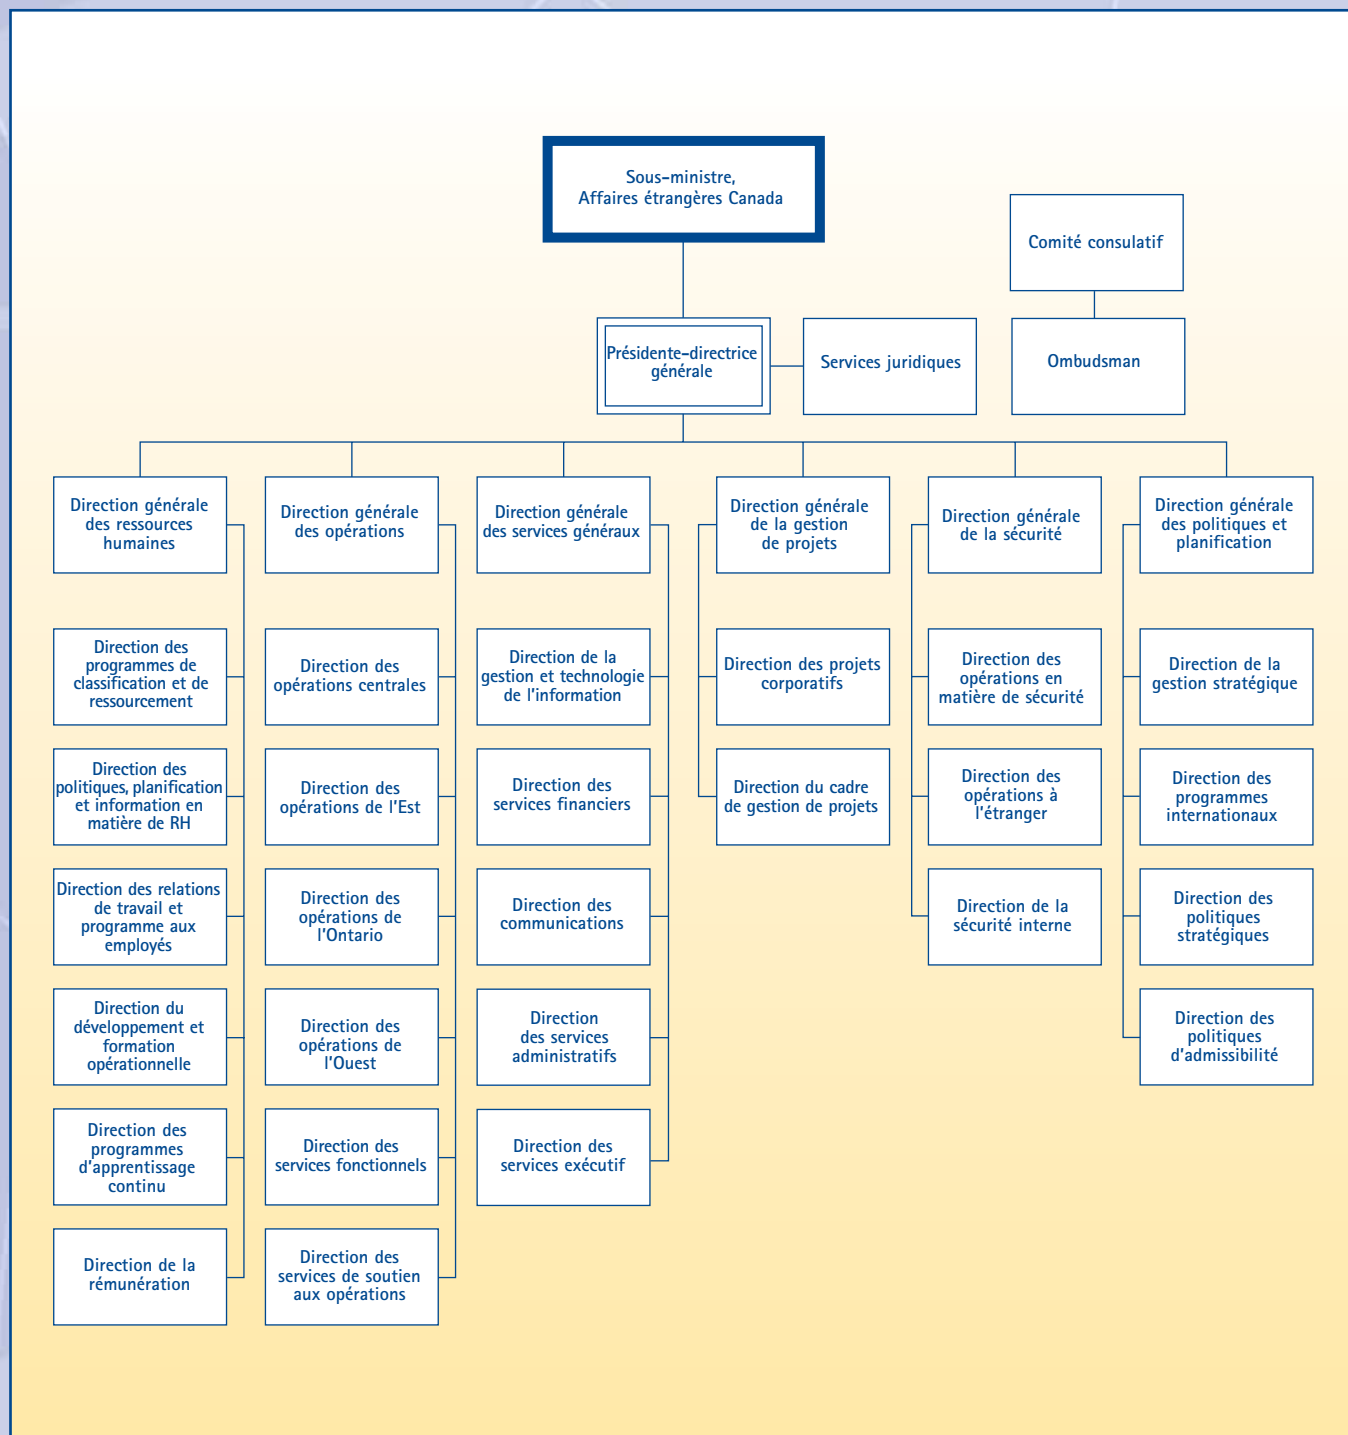 Sous-ministre,
Affaires étrangères Canada
Comité consulatif
Présidente-directrice
générale
Services juridiques
Ombudsman
Direction générale
des ressources
humaines
Direction générale
des opérations
Direction générale
des services généraux
Direction générale
de la gestion
de projets
Direction générale
de la sécurité
Direction générale
des politiques et
planification
Direction des
programmes de
classification et de
ressourcement
Direction des
opérations centrales
Direction de la
gestion et technologie
de l'information
Direction des projets
corporatifs
Direction des
opérations en
matière de sécurité
Direction de la
gestion stratégique
Direction des
politiques, planification
et information en
matière de RH
Direction des
opérations de l'Est
Direction des
services financiers
Direction du cadre
de gestion de projets
Direction des
opérations à
l'étranger
Direction des
programmes
internationaux
Direction des relations
de travail et
programme aux
employés
Direction des
opérations de
l'Ontario
Direction des
communications
Direction de la
sécurité interne
Direction des
politiques
stratégiques
Direction du
développement et
formation
opérationnelle
Direction des
opérations de
l'Ouest
Direction
des services
administratifs
Direction des
politiques
d'admissibilité
Direction des
programmes
d'apprentissage
continu
Direction des
services fonctionnels
Direction des
services exécutif
Direction de la
rémunération
Direction des
services de soutien
aux opérations